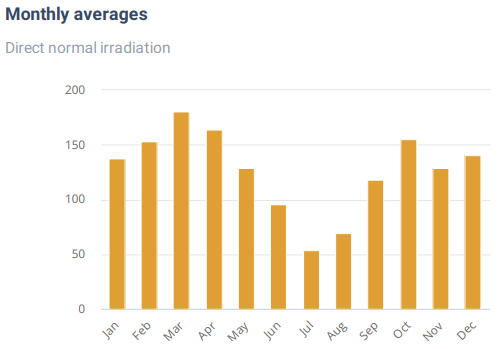 Monthly averages
Direct normal irradiation
200
150
100
50
0
Jan Feb Mar Apr May Jun Jul Aug Sep Oct Nov Dec